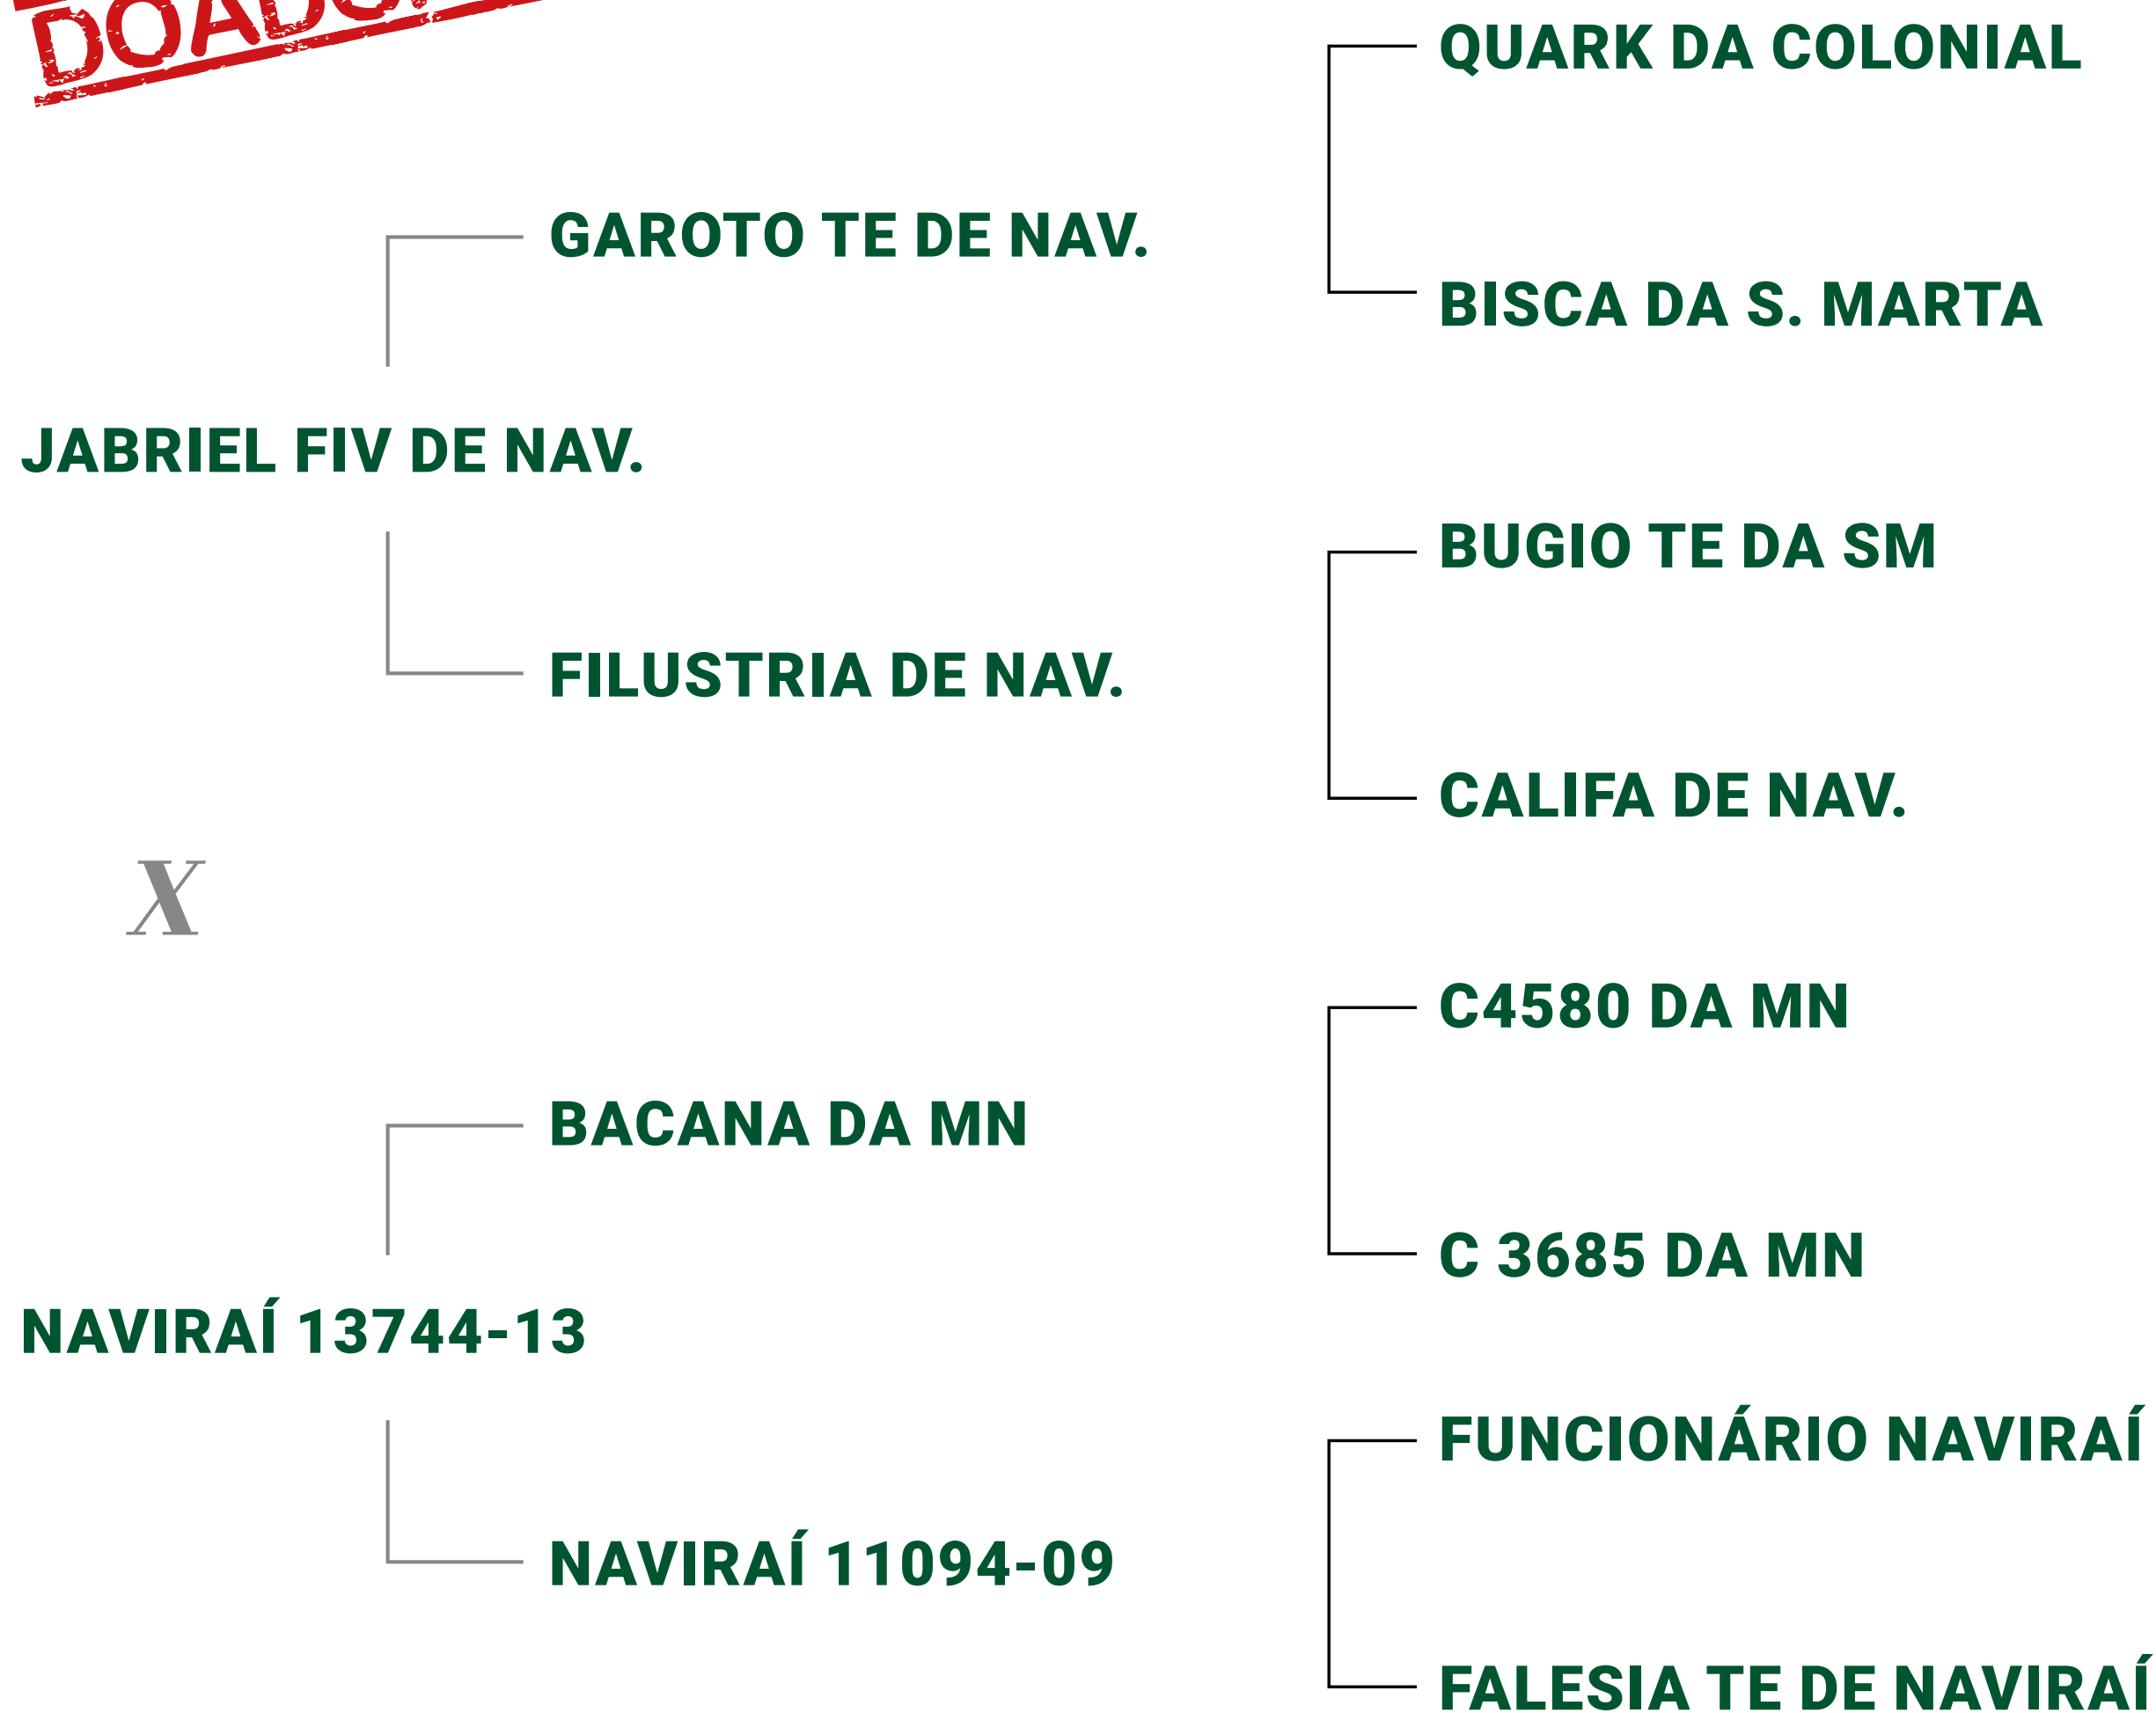 QUARK DA COLONIAL
GAROTO TE DE NAV.
BISCA DA S. MARTA
JABRIEL FIV DE NAV.
BUGIO TE DA SM
FILUSTRIA DE NAV.
CALIFA DE NAV.
X
C4580 DA MN
BACANA DA MN
C 3685 DA MN
NAVIRAÍ 13744-13
FUNCIONÁRIO NAVIRAÍ
NAVIRAÍ 11094-09
FALESIA TE DE NAVIRAÍ